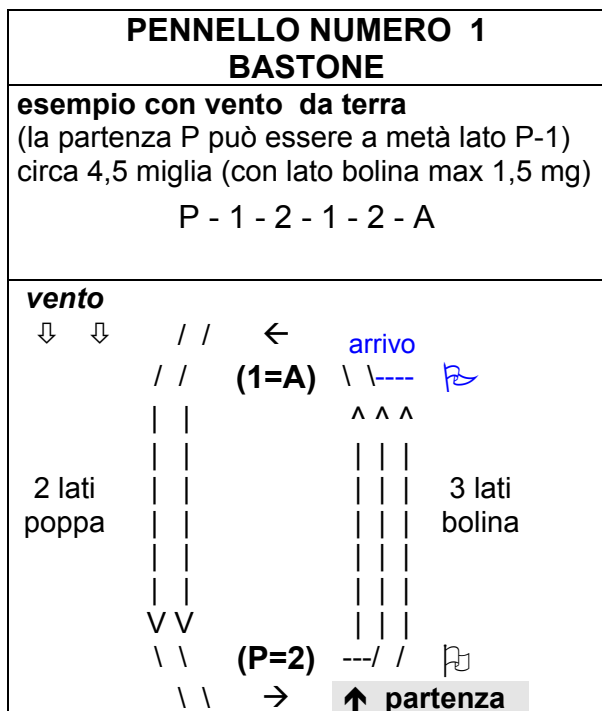 PENNELLO NUMERO 1
BASTONE
esempio con vento da terra
(la partenza P può essere a metà lato P-1)
circa 4,5 miglia (con lato bolina max 1,5 mg)
P - 1 - 2 - 1 - 2 - A
vento
⇩ ⇩ / / ← arrivo
/ / (1=A) \ \----
| | ^ ^ ^
| | | | |
2 lati | | | | | 3 lati
poppa | | | | | bolina
| | | | |
| | | | |
V V | | |
\ \ (P=2) ---/ /
\ \ → ↑ partenza